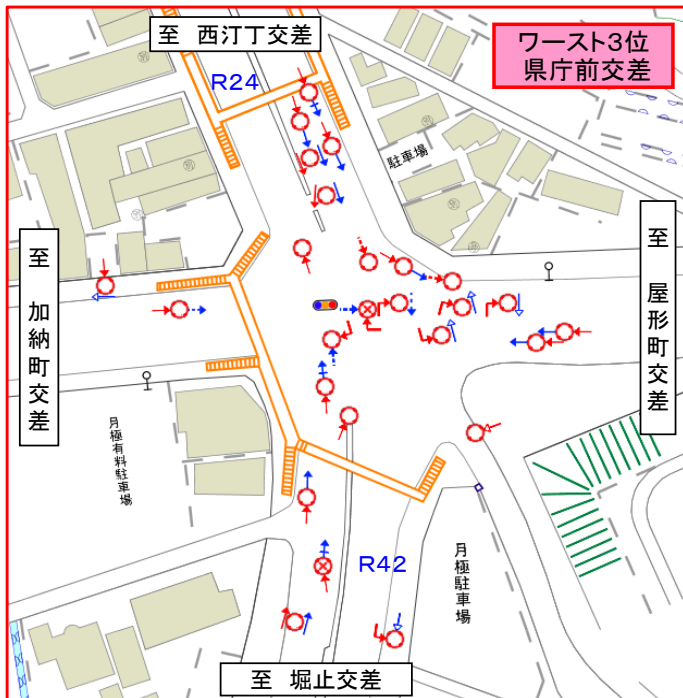 至 西汀丁交差
ワースト3位
県庁前交差
R24
駐車場
至 加納町交差
至 屋形町交差
月極有料駐車場
R42
月極駐車場
至 堀止交差